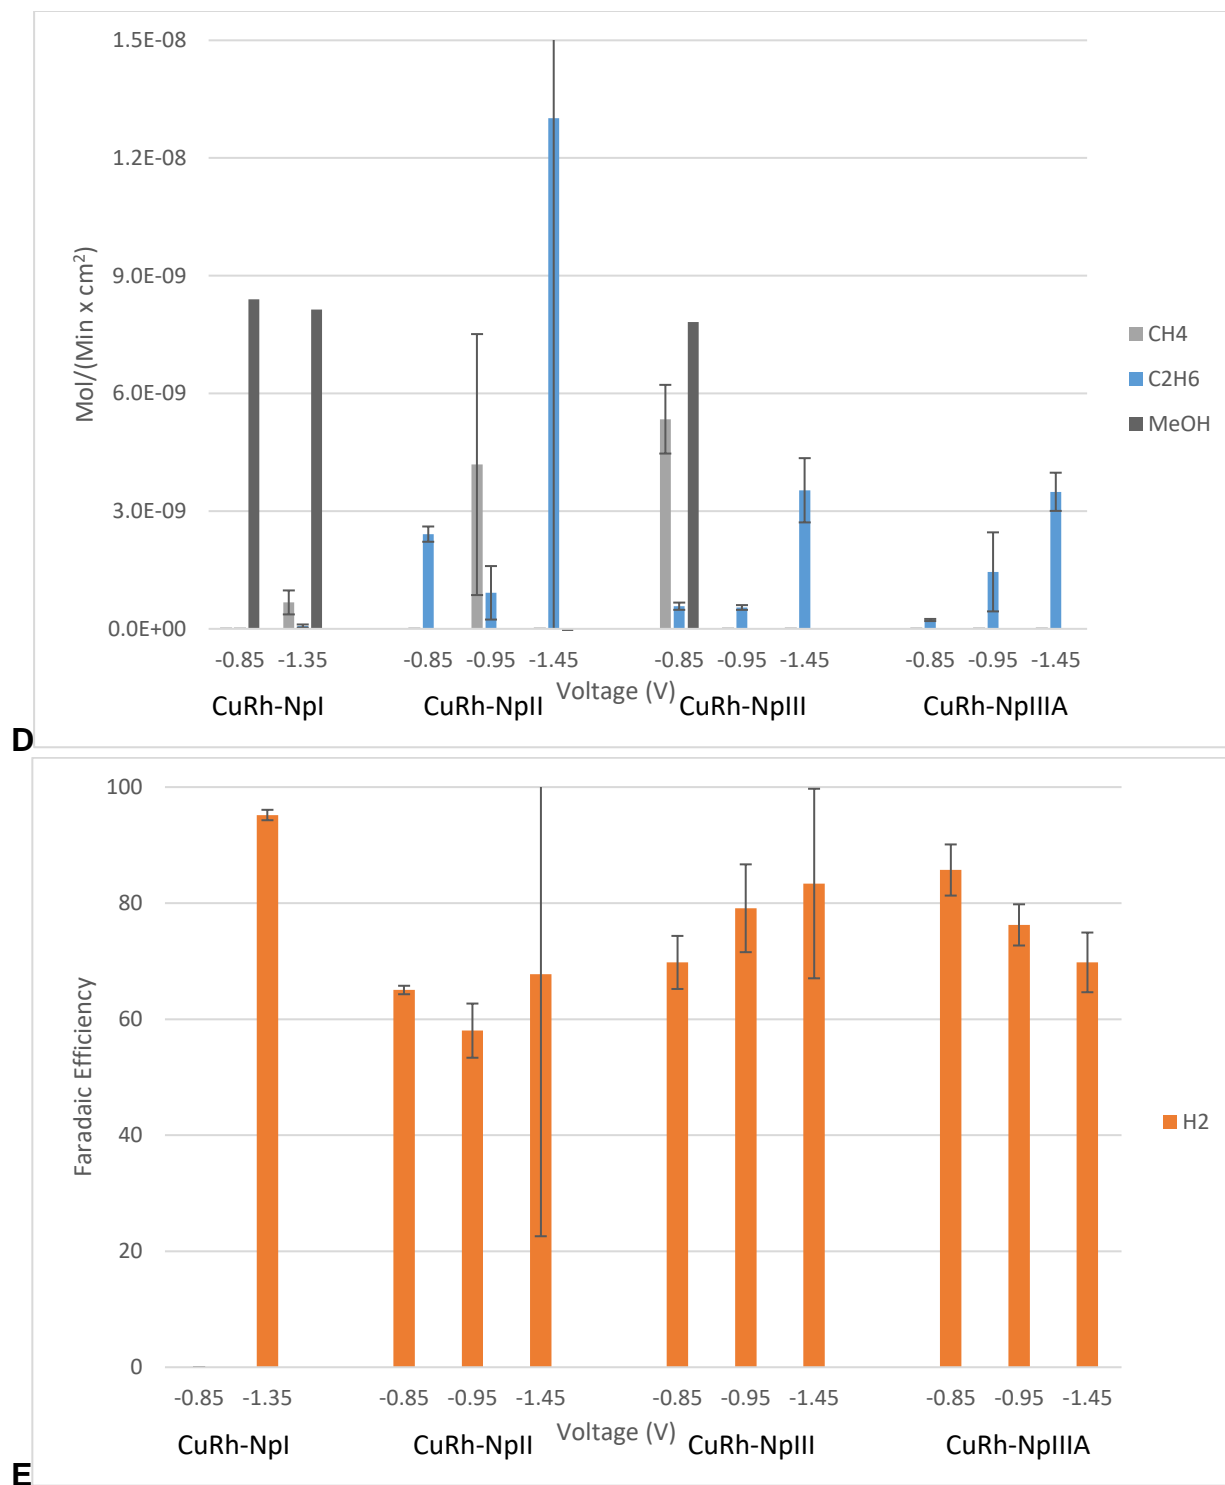 1.5E-08
1.2E-08
9.0E-09
6.0E-09
3.0E-09
0.0E+00
Mol/(Min x cm²)
CH4
C2H6
MeOH
-0.85 -1.35 -0.85 -0.95 -1.45 -0.85 -0.95 -1.45 -0.85 -0.95 -1.45
Voltage (V)
CuRh-NpI CuRh-NpII CuRh-NpIII CuRh-NpIIIA
D
100
80
60
40
20
0
Faradaic Efficiency
H2
-0.85 -1.35 -0.85 -0.95 -1.45 -0.85 -0.95 -1.45 -0.85 -0.95 -1.45
Voltage (V)
CuRh-NpI CuRh-NpII CuRh-NpIII CuRh-NpIIIA
E